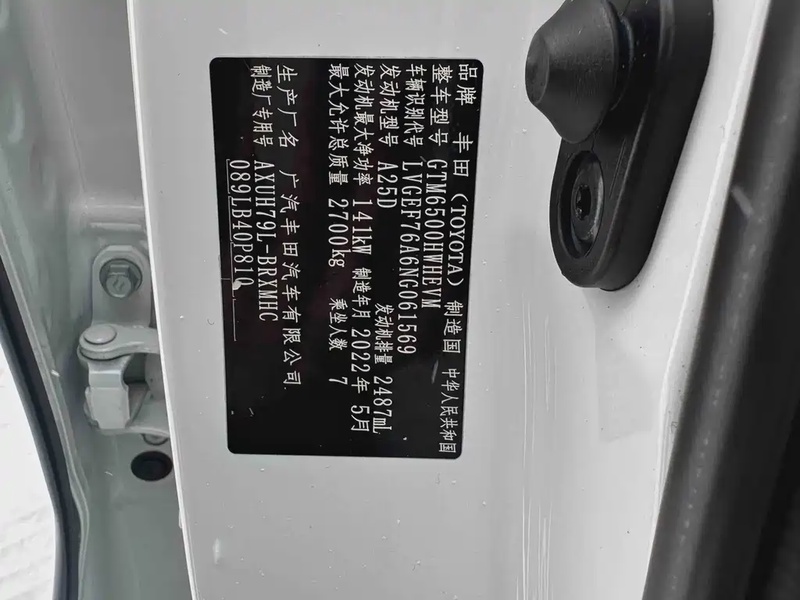 品牌 丰田(TOYOTA) 制造国 中华人民共和国
整车型号 GTM6500HWHEVM
车辆识别代号 LVGEF76A6NG061569
发动机型号 A25D 发动机排量 2487mL
发动机最大净功率 141kW 制造年月 2022年 5月
最大允许总质量 2700kg 乘坐人数 7
生产厂名 广汽丰田汽车有限公司
制造厂专用号 AXUH79L-BRXMHC
089LB40P81Q